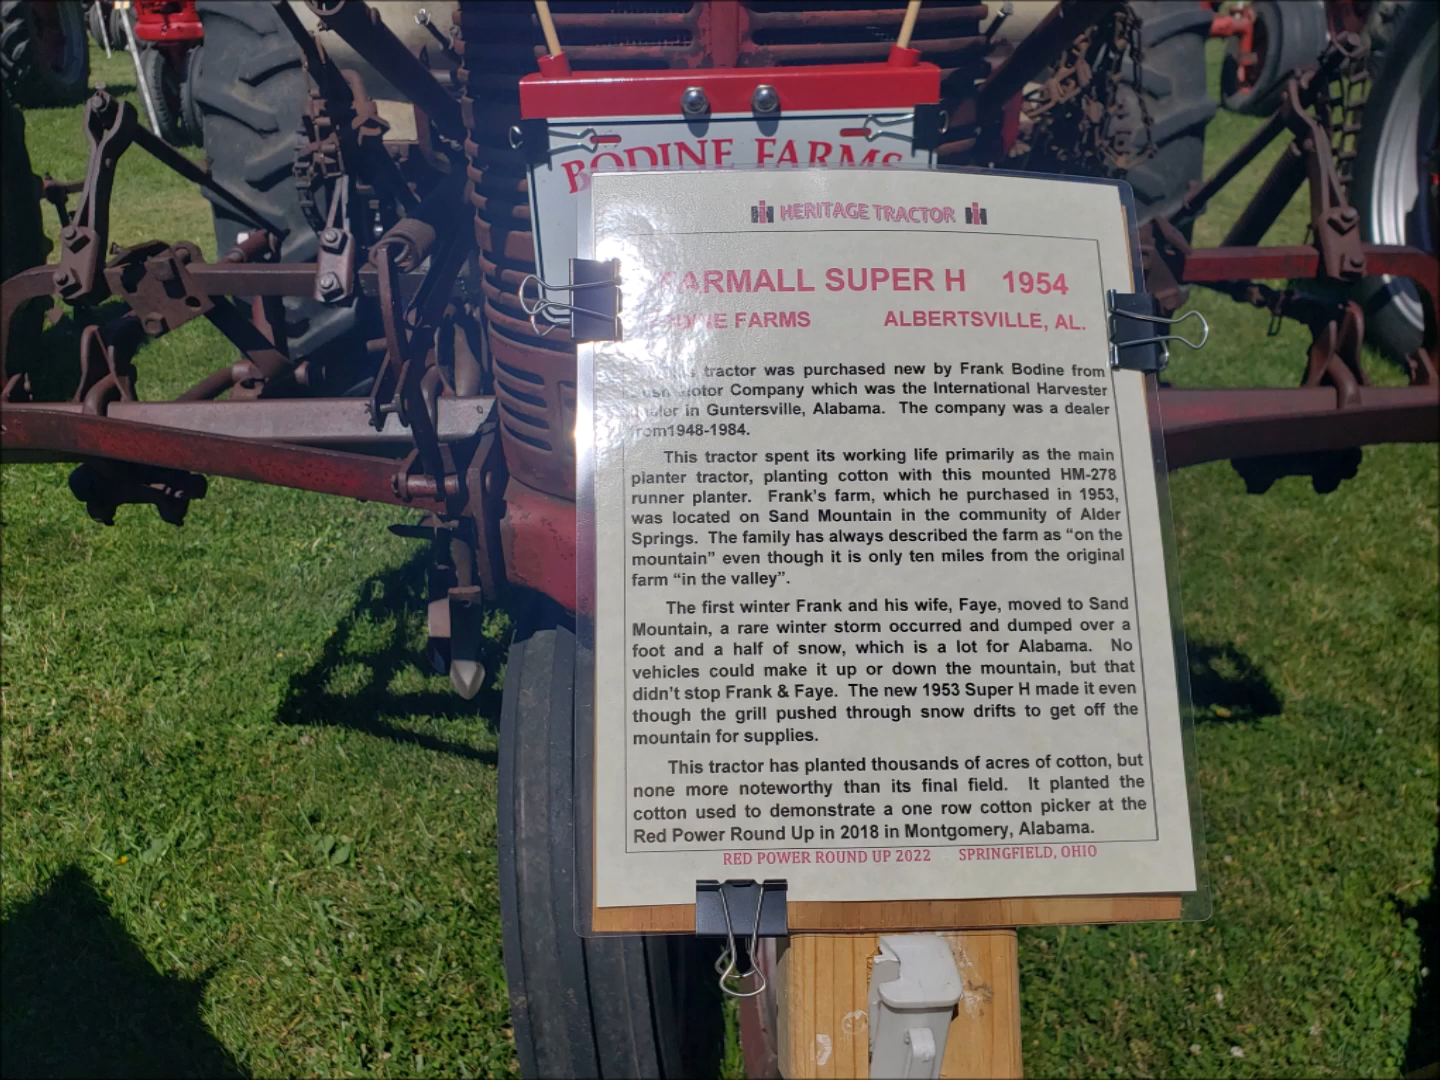 BODINE FARMS
HERITAGE TRACTOR
FARMALL SUPER H 1954
FARMS ALBERTSVILLE, AL.
tractor was purchased new by Frank Bodine from
Motor Company which was the International Harvester
dealer in Guntersville, Alabama. The company was a dealer
from1948-1984.
This tractor spent its working life primarily as the main
planter tractor, planting cotton with this mounted HM-278
runner planter. Frank's farm, which he purchased in 1953,
was located on Sand Mountain in the community of Alder
Springs. The family has always described the farm as “on the
mountain” even though it is only ten miles from the original
farm “in the valley”.
The first winter Frank and his wife, Faye, moved to Sand
Mountain, a rare winter storm occurred and dumped over a
foot and a half of snow, which is a lot for Alabama. No
vehicles could make it up or down the mountain, but that
didn't stop Frank & Faye. The new 1953 Super H made it even
though the grill pushed through snow drifts to get off the
mountain for supplies.
This tractor has planted thousands of acres of cotton, but
none more noteworthy than its final field. It planted the
cotton used to demonstrate a one row cotton picker at the
Red Power Round Up in 2018 in Montgomery, Alabama.
RED POWER ROUND UP 2022 SPRINGFIELD, OHIO